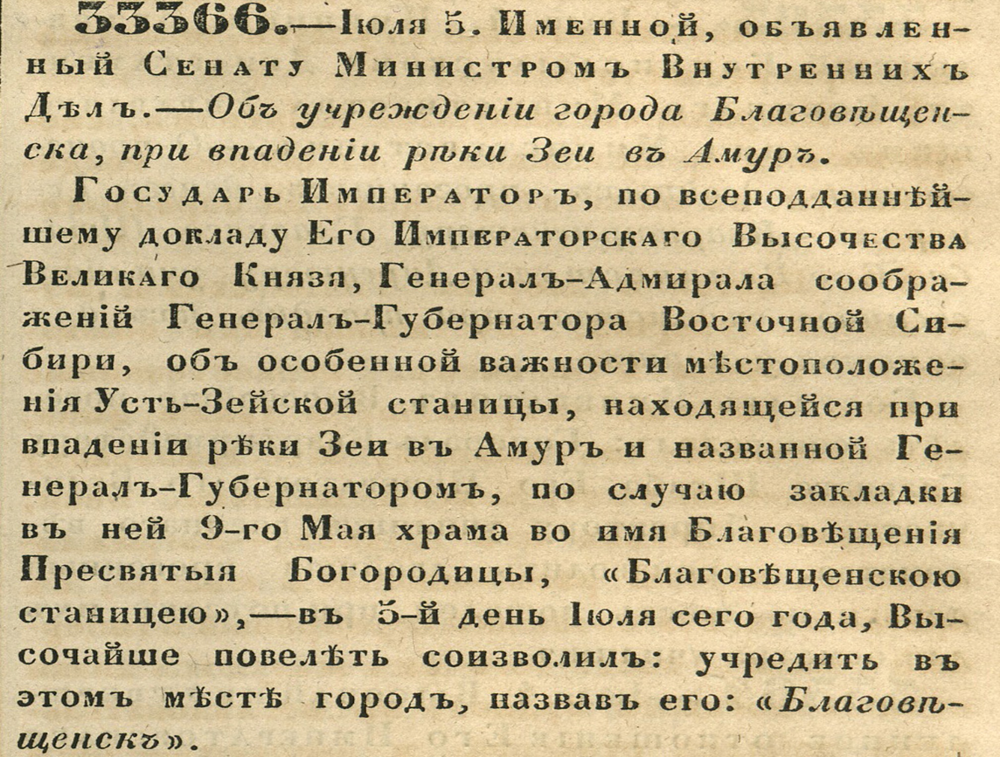 33366.—Іюля 5. Именной, объявлен-
ный Сенату Министромъ Внутреннихъ
Дѣлъ.—Объ учрежденіи города Благовѣщен-
ска, при впаденіи рѣки Зеи въ Амуръ.
Государь Императоръ, по всеподданнѣй-
шему докладу Его Императорскаго Высочества
Великаго Князя, Генералъ-Адмирала сообра-
женій Генералъ-Губернатора Восточной Си-
бири, объ особенной важности мѣстоположе-
нія Усть-Зейской станицы, находящейся при
впаденіи рѣки Зеи въ Амуръ и названной Ге-
нералъ-Губернаторомъ, по случаю закладки
въ ней 9-го Мая храма во имя Благовѣщенія
Пресвятыя Богородицы, «Благовѣщенскою
станицею»,—въ 5-й день Іюля сего года, Вы-
сочайше повелѣть соизволилъ: учредить въ
этомъ мѣстѣ городъ, назвавъ его: «Благовѣ-
щенскъ».